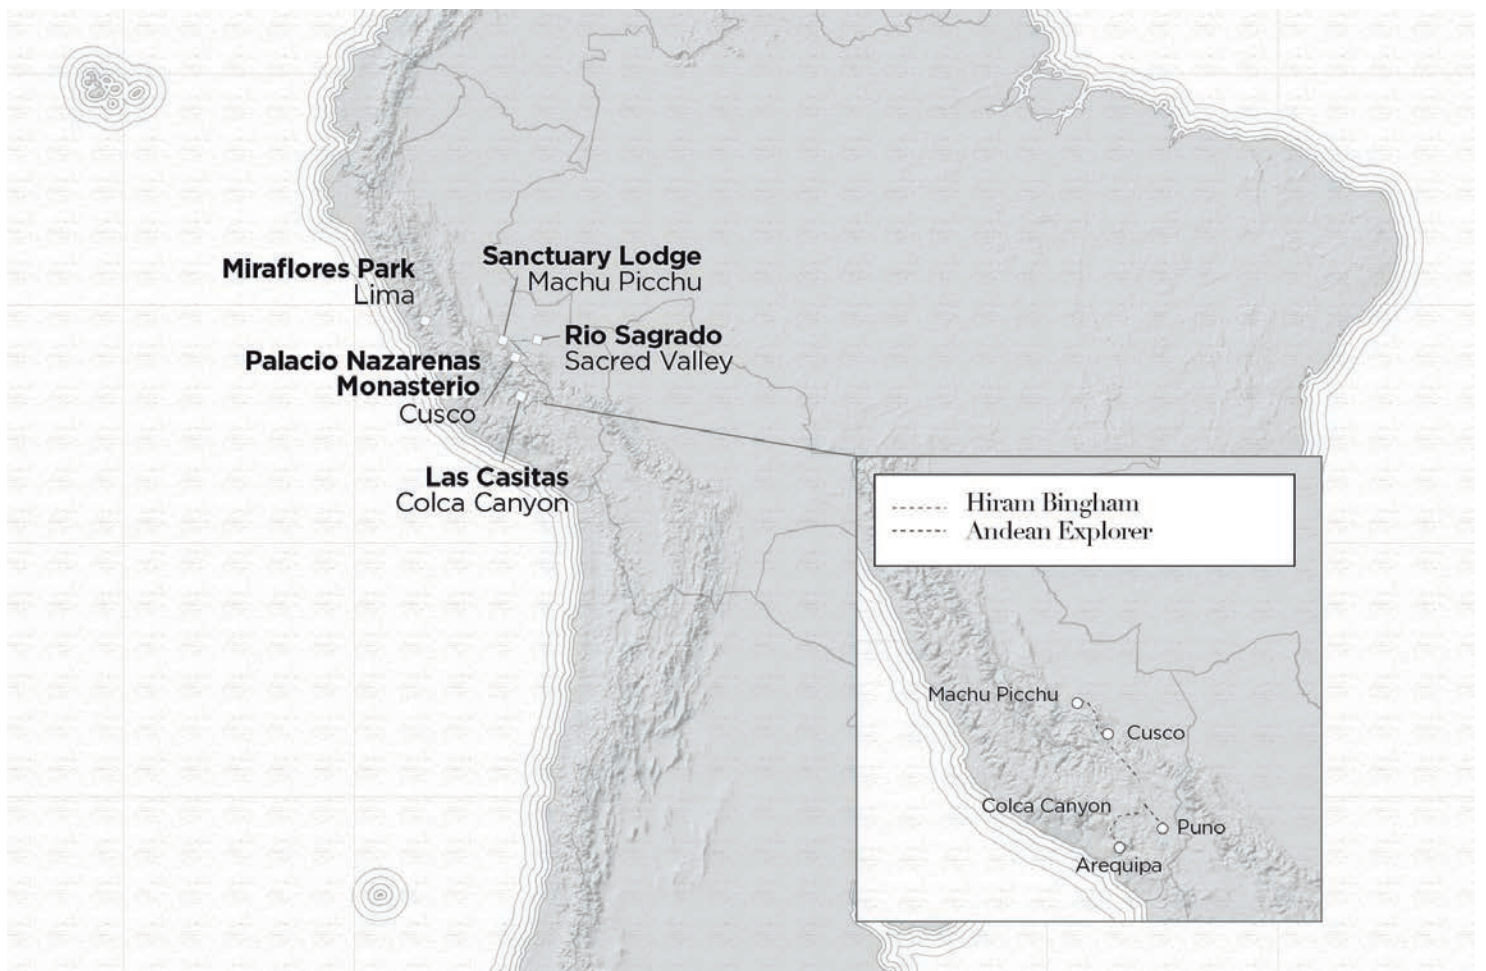 Sanctuary Lodge
Machu Picchu
Miraflores Park
Lima
Rio Sagrado
Sacred Valley
Palacio Nazarenas
Monasterio
Cusco
Las Casitas
Colca Canyon
Hiram Bingham
Andean Explorer
Machu Picchu
Cusco
Colca Canyon
Puno
Arequipa